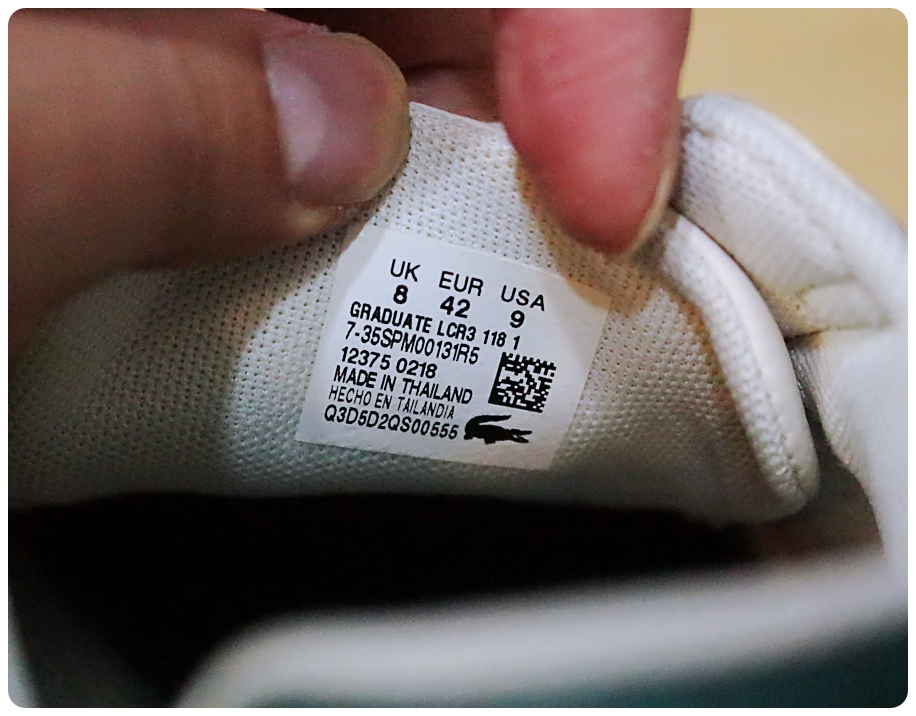 UK EUR USA
8 42 9
GRADUATE LCR3 118 1
7-35SPM00131R5
12375 0218
MADE IN THAILAND
HECHO EN TAILANDIA
Q3D5D2QS00555